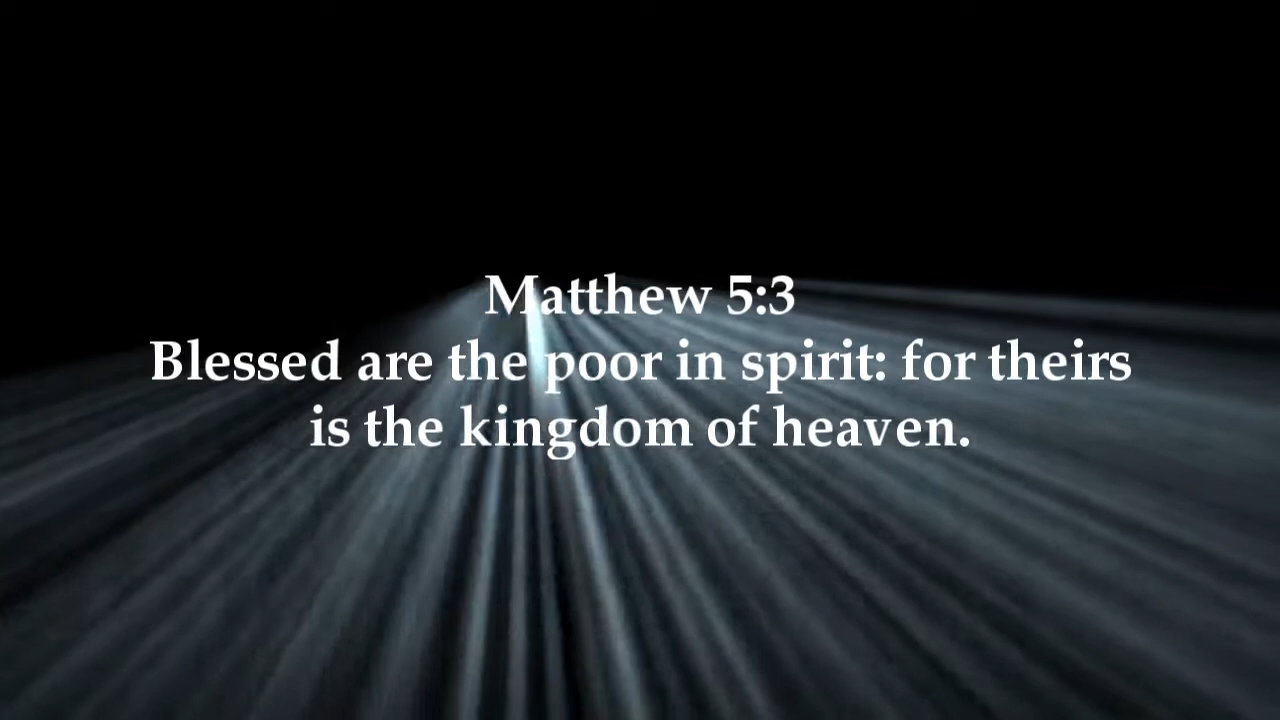 Matthew 5:3
Blessed are the poor in spirit: for theirs
is the kingdom of heaven.